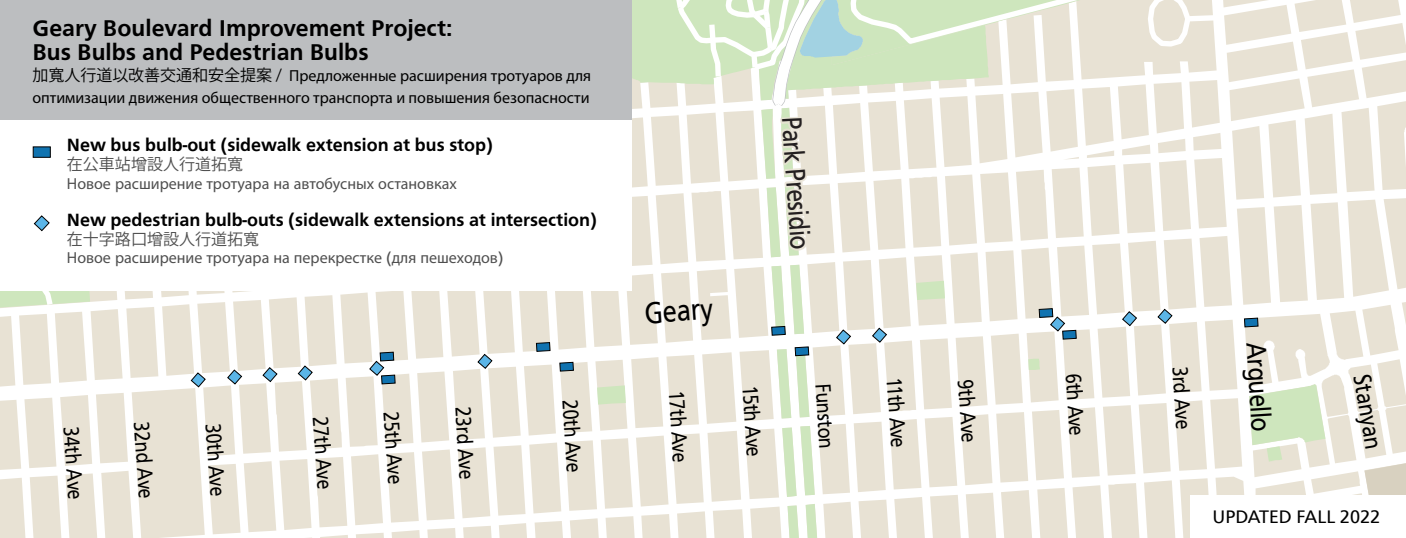 Geary Boulevard Improvement Project:
Bus Bulbs and Pedestrian Bulbs
加寬人行道以改善交通和安全提案 / Предложенные расширения тротуаров для
оптимизации движения общественного транспорта и повышения безопасности
New bus bulb-out (sidewalk extension at bus stop)
在公車站增設人行道拓寬
Новое расширение тротуара на автобусных остановках
New pedestrian bulb-outs (sidewalk extensions at intersection)
在十字路口增設人行道拓寬
Новое расширение тротуара на перекрестке (для пешеходов)
Park Presidio
Geary
34th Ave
32nd Ave
30th Ave
27th Ave
25th Ave
23rd Ave
20th Ave
17th Ave
15th Ave
Funston
11th Ave
9th Ave
6th Ave
3rd Ave
Arguello
Stanyan
UPDATED FALL 2022